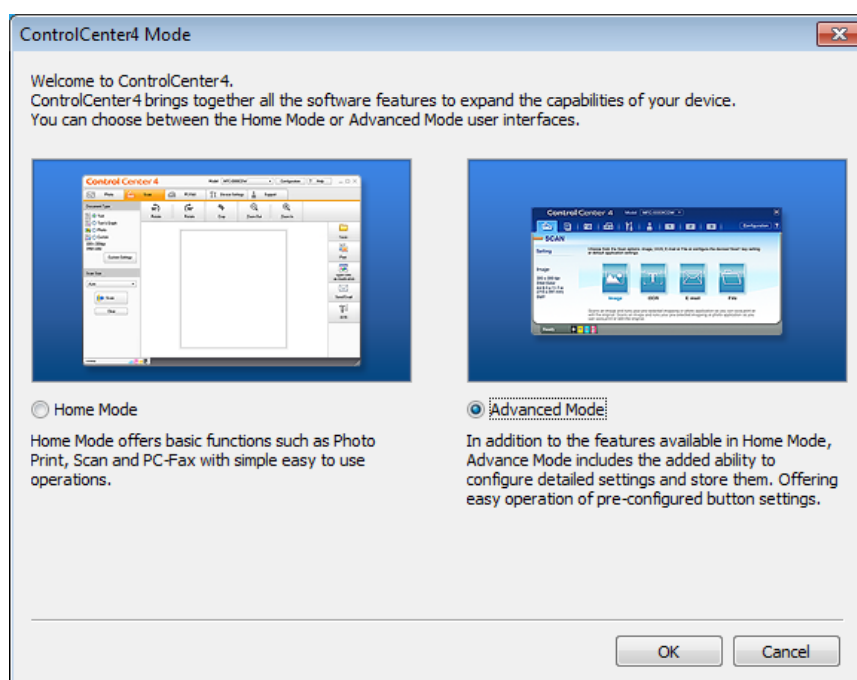 ControlCenter4 Mode
Welcome to ControlCenter4.
ControlCenter4 brings together all the software features to expand the capabilities of your device.
You can choose between the Home Mode or Advanced Mode user interfaces.
Control Center 4
Control Center 4
SCAN
Setting
Image
Image
OCR
E-mail
File
Home Mode
Home Mode offers basic functions such as Photo
Print, Scan and PC-Fax with simple easy to use
operations.
Advanced Mode
In addition to the features available in Home Mode,
Advance Mode includes the added ability to
configure detailed settings and store them. Offering
easy operation of pre-configured button settings.
OK
Cancel